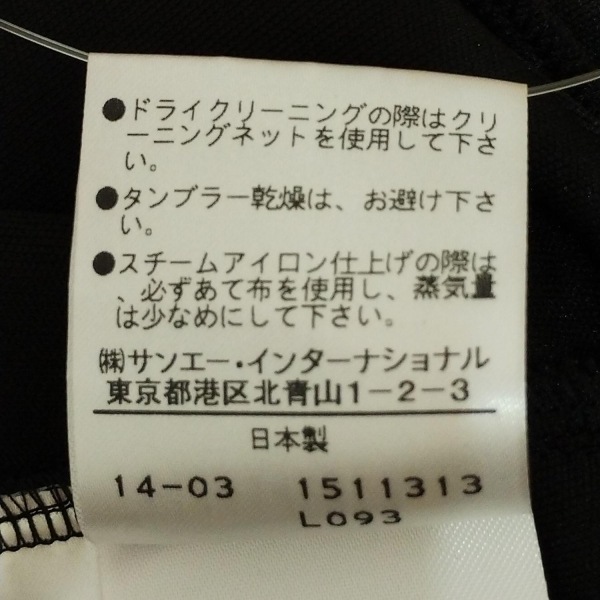 ●ドライクリーニングの際はクリ
ーニングネットを使用して下さ
い。
●タンブラー乾燥は、お避け下さ
い。
●スチームアイロン仕上げの際は
、必ずあて布を使用し、蒸気量
は少なめにして下さい。
㈱サンエー・インターナショナル
東京都港区北青山1-2-3
日本製
14-03 1511313
L093